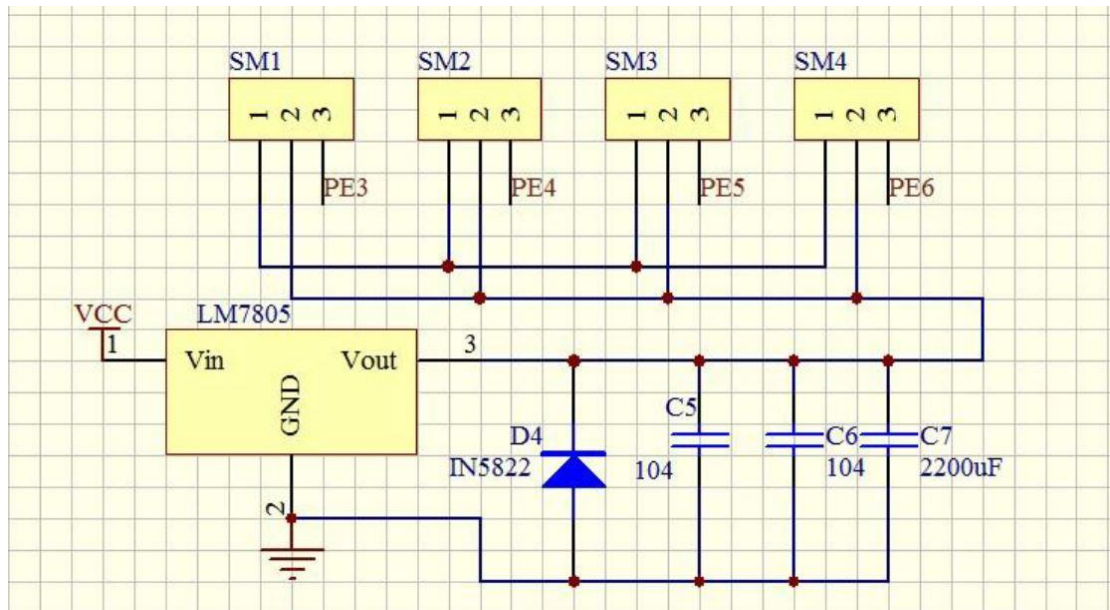 SM1 SM2 SM3 SM4
1 2 3 1 2 3 1 2 3 1 2 3
PE3 PE4 PE5 PE6
VCC LM7805
1 Vin Vout 3
GND
2
C5
D4 C6 C7
IN5822 104 104 2200uF